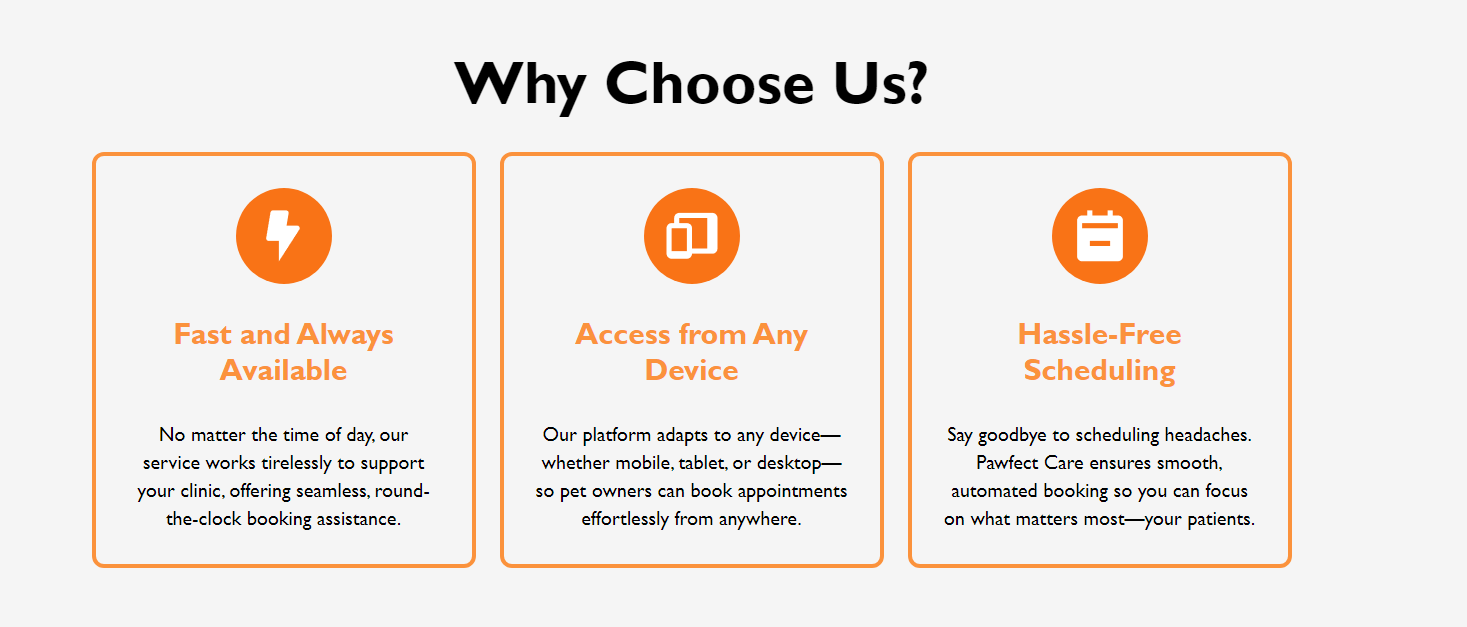 Why Choose Us?
Fast and Always
Available
No matter the time of day, our
service works tirelessly to support
your clinic, offering seamless, round-
the-clock booking assistance.
Access from Any
Device
Our platform adapts to any device—
whether mobile, tablet, or desktop—
so pet owners can book appointments
effortlessly from anywhere.
Hassle-Free
Scheduling
Say goodbye to scheduling headaches.
Pawfect Care ensures smooth,
automated booking so you can focus
on what matters most—your patients.